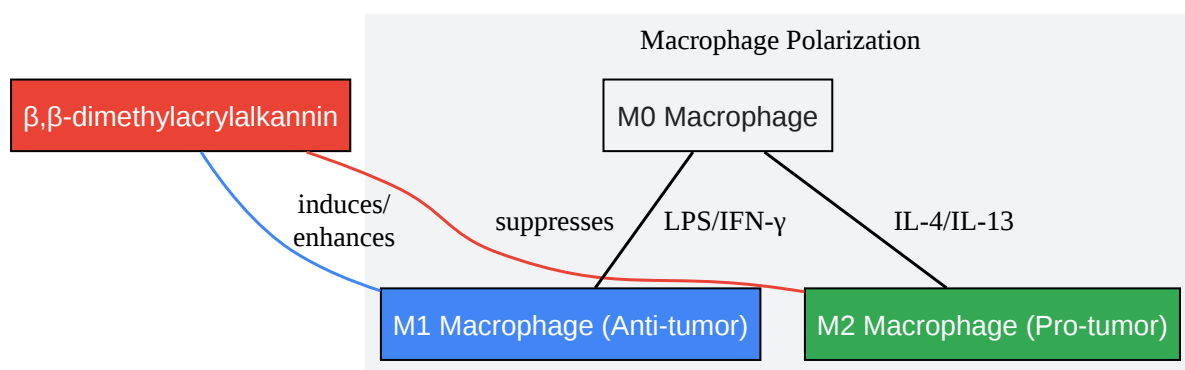 Macrophage Polarization
β,β-dimethylacrylalkannin
M0 Macrophage
induces/
enhances
suppresses
LPS/IFN-γ
IL-4/IL-13
M1 Macrophage (Anti-tumor)
M2 Macrophage (Pro-tumor)